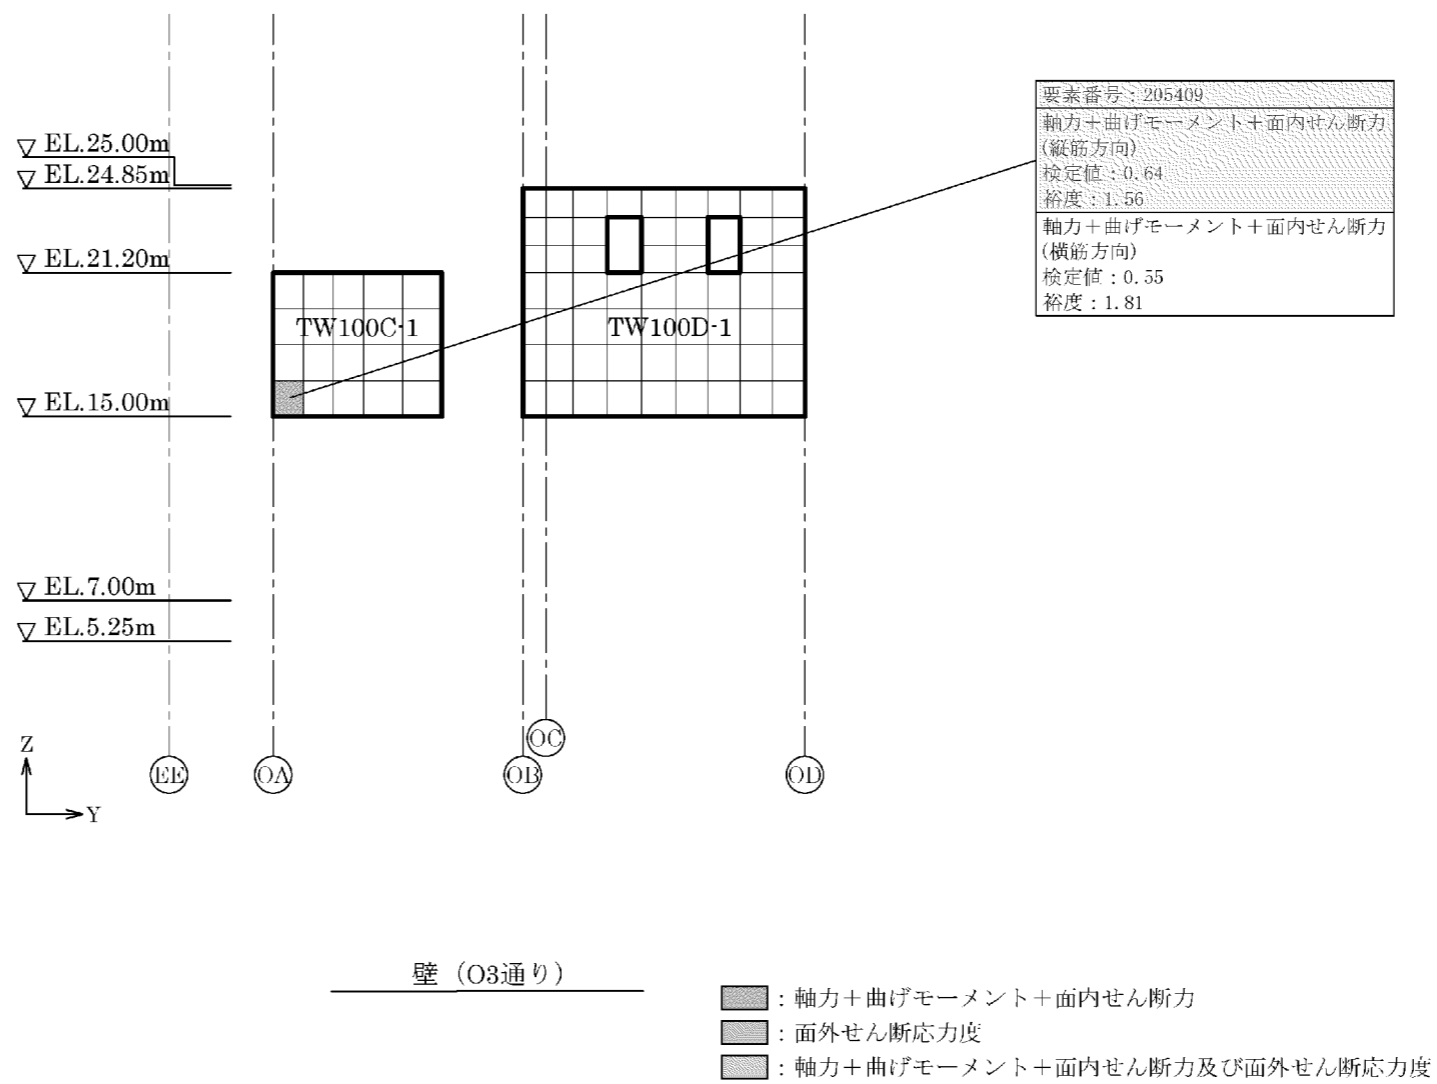 要素番号：205409
軸力＋曲げモーメント＋面内せん断力
(縦筋方向)
検定値：0.64
裕度：1.56
軸力＋曲げモーメント＋面内せん断力
(横筋方向)
検定値：0.55
裕度：1.81
EL.25.00m
EL.24.85m
EL.21.20m
TW100C-1
TW100D-1
EL.15.00m
EL.7.00m
EL.5.25m
Z
Y
EE
OA
OB
OC
OD
壁（O3通り）
：軸力＋曲げモーメント＋面内せん断力
：面外せん断応力度
：軸力＋曲げモーメント＋面内せん断力及び面外せん断応力度